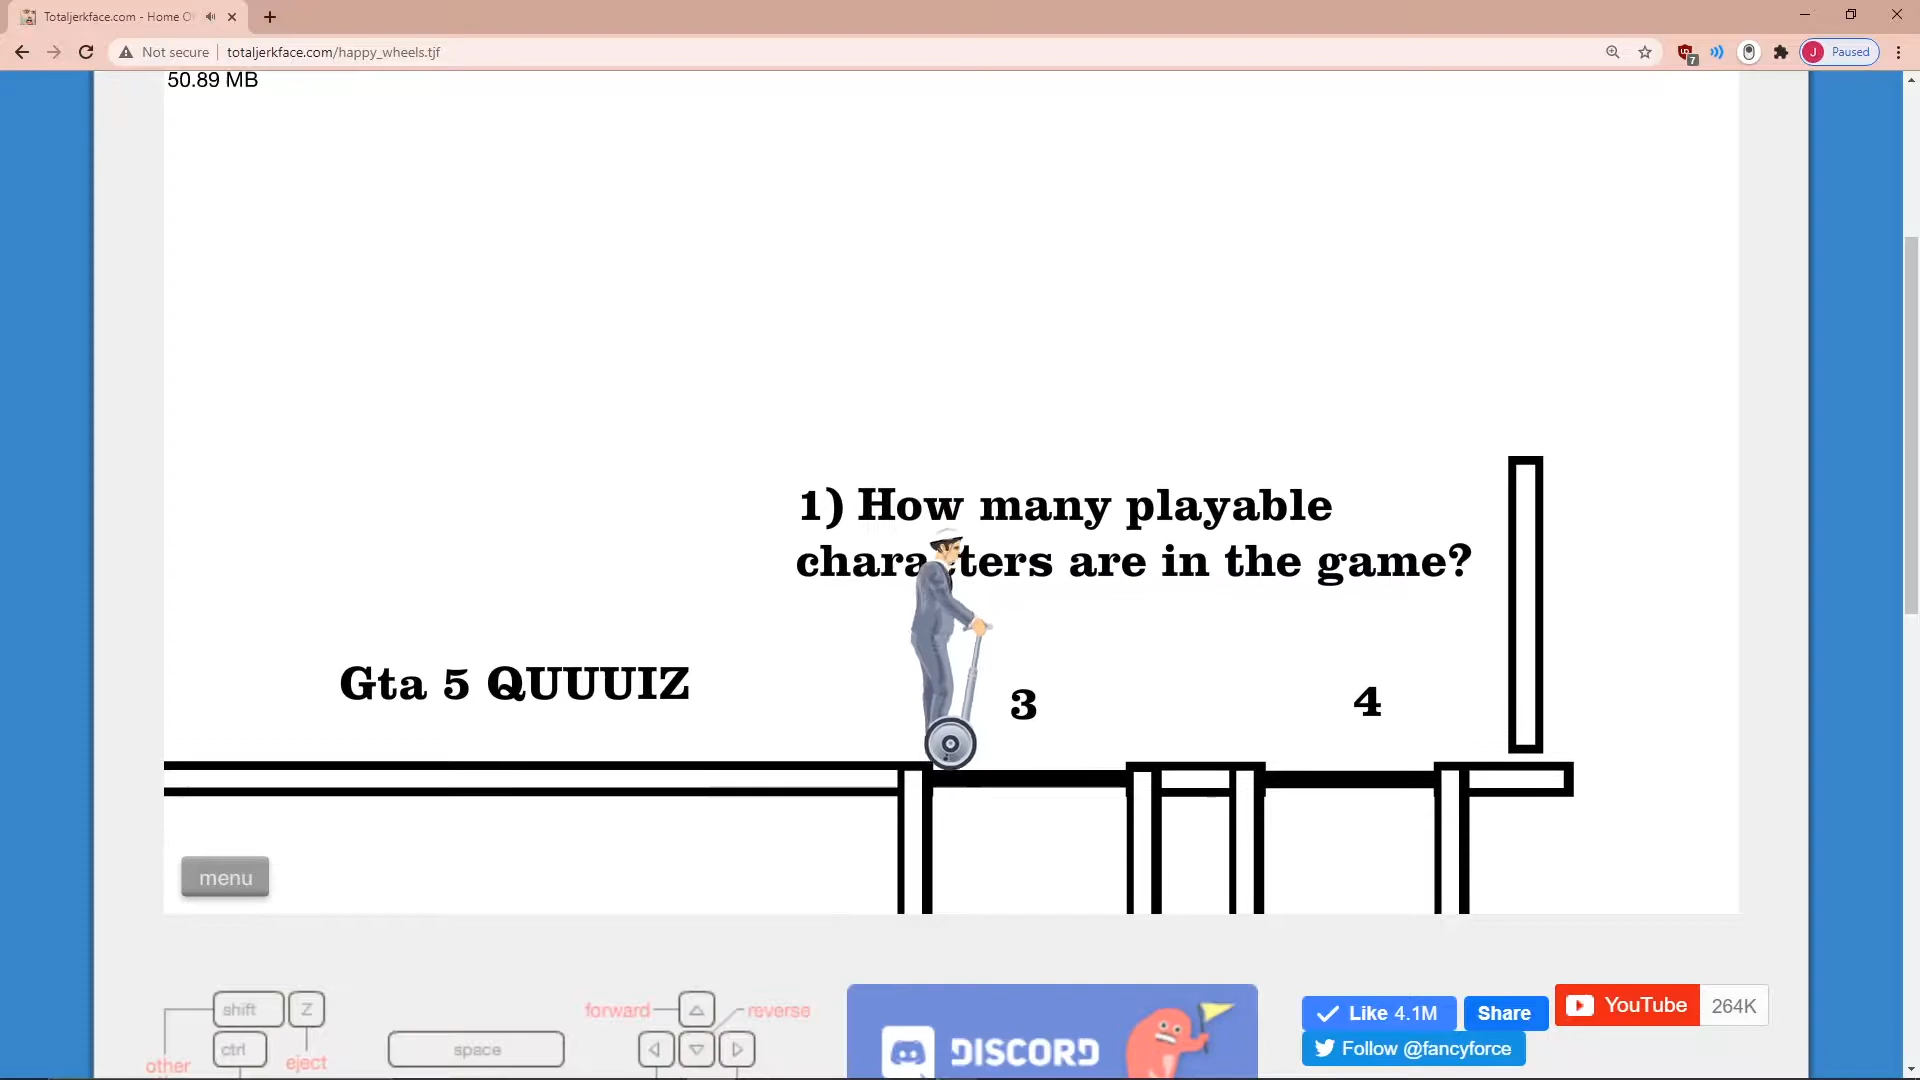 Totaljerkface.com - Home O
Not secure
totaljerkface.com/happy_wheels.tjf
7
J
Paused
50.89 MB
1) How many playable
characters are in the game?
Gta 5 QUUUIZ
3
4
menu
shift
Z
ctrl
other
eject
space
forward
reverse
DISCORD
Like 4.1M
Share
YouTube
264K
Follow @fancyforce